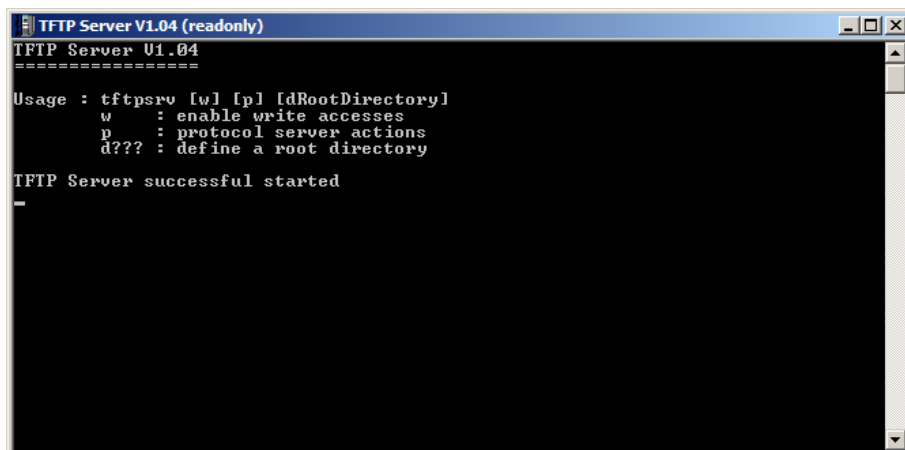 TFTP Server V1.04 (readonly)
TFTP Server V1.04
=================
Usage : tftpsrv [w] [p] [dRootDirectory]
w : enable write accesses
p : protocol server actions
d??? : define a root directory
TFTP Server successful started